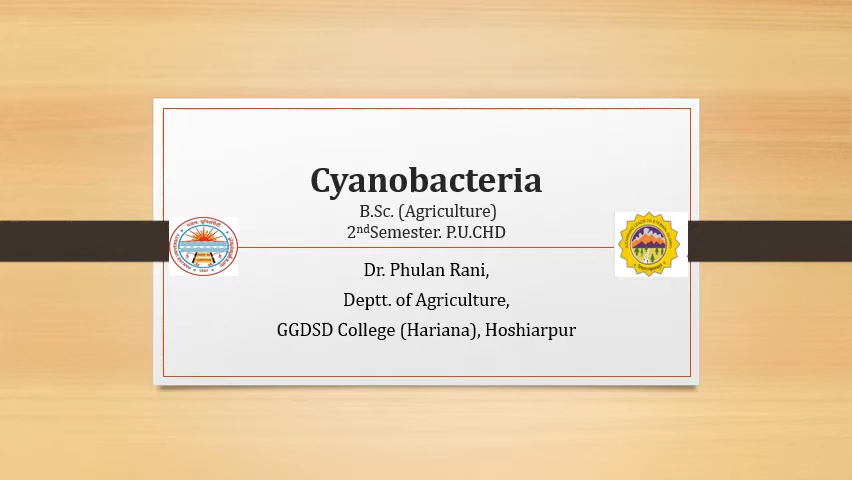 Cyanobacteria
B.Sc. (Agriculture)
2ndSemester. P.U.CHD
Dr. Phulan Rani,
Deptt. of Agriculture,
GGDSD College (Hariana), Hoshiarpur